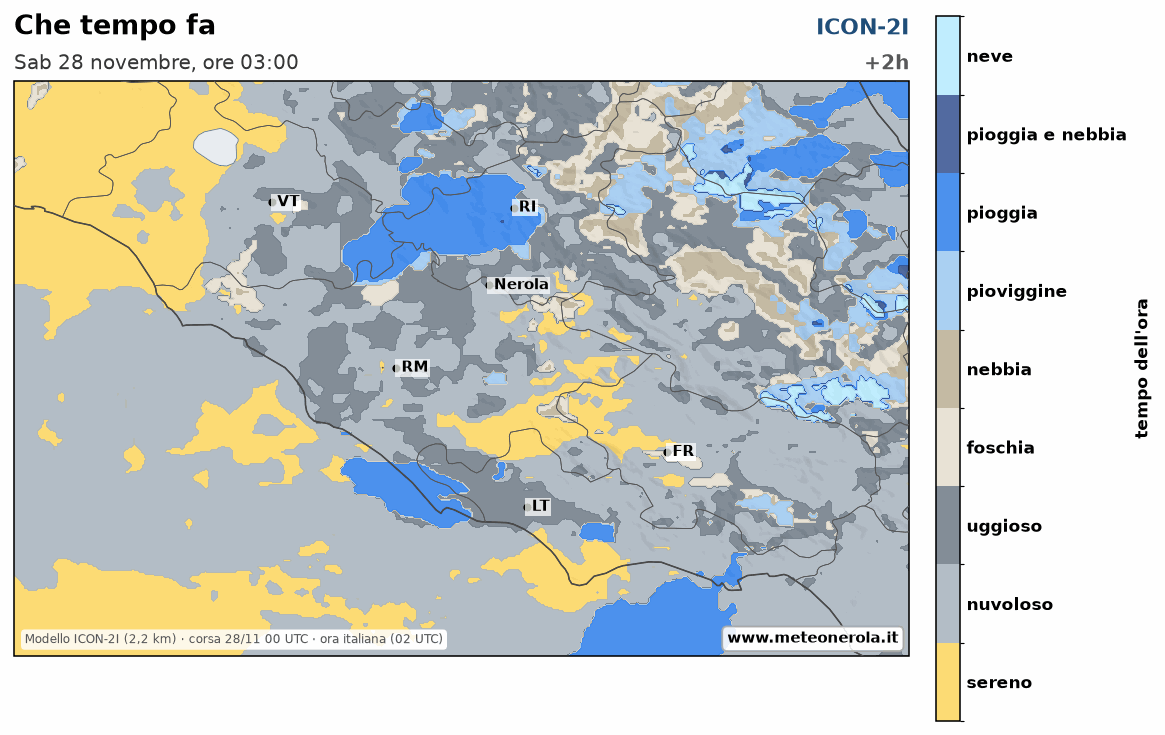 Che tempo fa
ICON-2I
Sab 28 novembre, ore 03:00
+2h
neve
pioggia e nebbia
pioggia
pioviggine
nebbia
foschia
uggioso
nuvoloso
sereno
tempo dell'ora
VT
RI
Nerola
RM
FR
LT
Modello ICON-2I (2,2 km) · corsa 28/11 00 UTC · ora italiana (02 UTC)
www.meteonerola.it